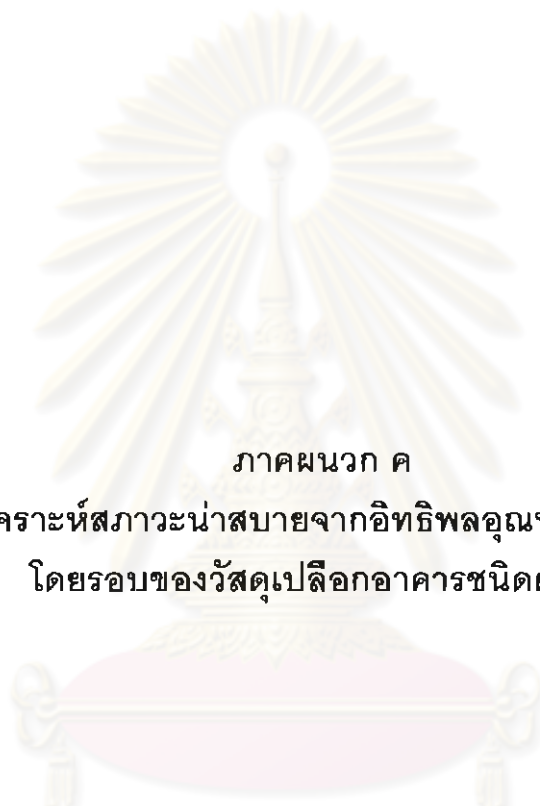 ภาคผนวก ค
คราะห์สภาวะน่าสบายจากอิทธิพลอุณ
โดยรอบของวัสดุเปลือกอาคารชนิด